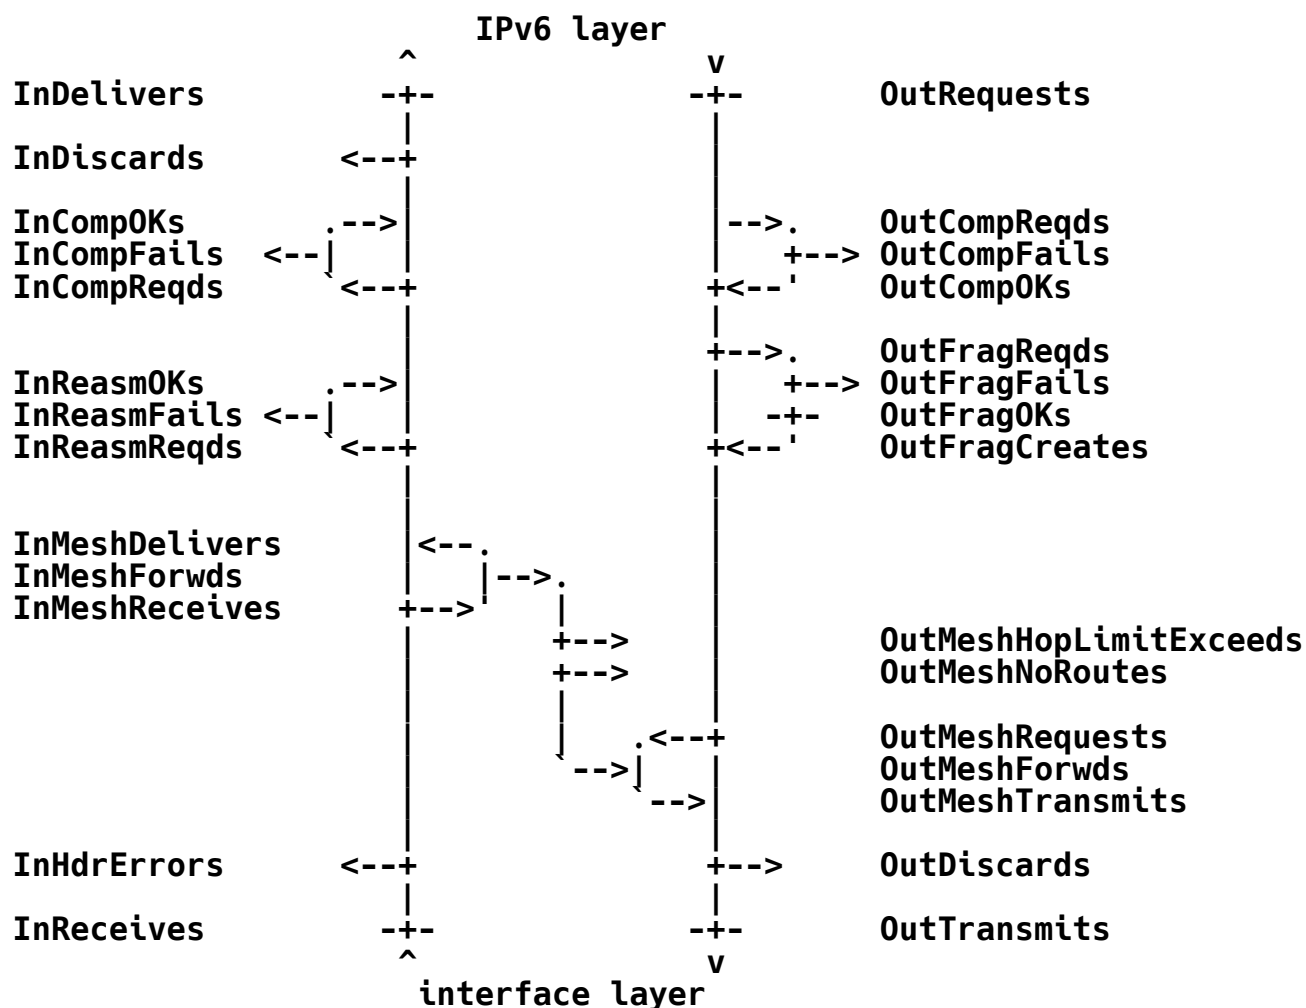 IPv6 layer
                    ^               v
InDelivers         -+-             -+-       OutRequests
                    |               |
InDiscards       <--+               |
                    |               |
InCompOKs       .-->|               |-->.    OutCompReqds
InCompFails  <--|   |               |   +--> OutCompFails
InCompReqds     `<--+               +<--'    OutCompOKs
                    |               |
                    |               +-->.    OutFragReqds
InReasmOKs      .-->|               |   +--> OutFragFails
InReasmFails <--|   |               |  -+-   OutFragOKs
InReasmReqds    `<--+               +<--'    OutFragCreates
                    |               |
                    |               |
InMeshDelivers      |<--.           |
InMeshForwds        |   |-->.       |
InMeshReceives      +-->'   |       |
                    |       +-->    |        OutMeshHopLimitExceeds
                    |       +-->    |        OutMeshNoRoutes
                    |       |       |
                    |       |   .<--+        OutMeshRequests
                    |       `-->|   |        OutMeshForwds
                    |           `-->|        OutMeshTransmits
                    |               |
InHdrErrors      <--+               +-->     OutDiscards
                    |               |
InReceives         -+-             -+-       OutTransmits
                    ^               v
                     interface layer